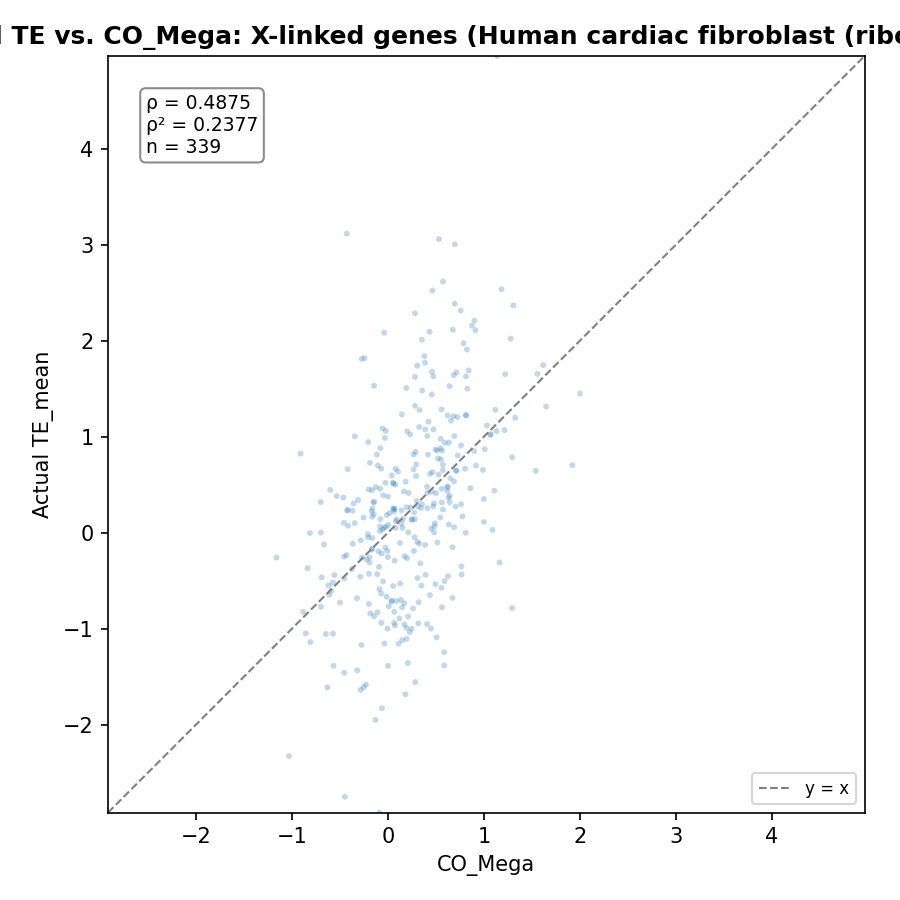 TE vs. CO_Mega: X-linked genes (Human cardiac fibroblast
ρ = 0.4875
ρ² = 0.2377
n = 339
4
3
2
1
0
−1
−2
Actual TE_mean
y = x
−2 −1 0 1 2 3 4
CO_Mega